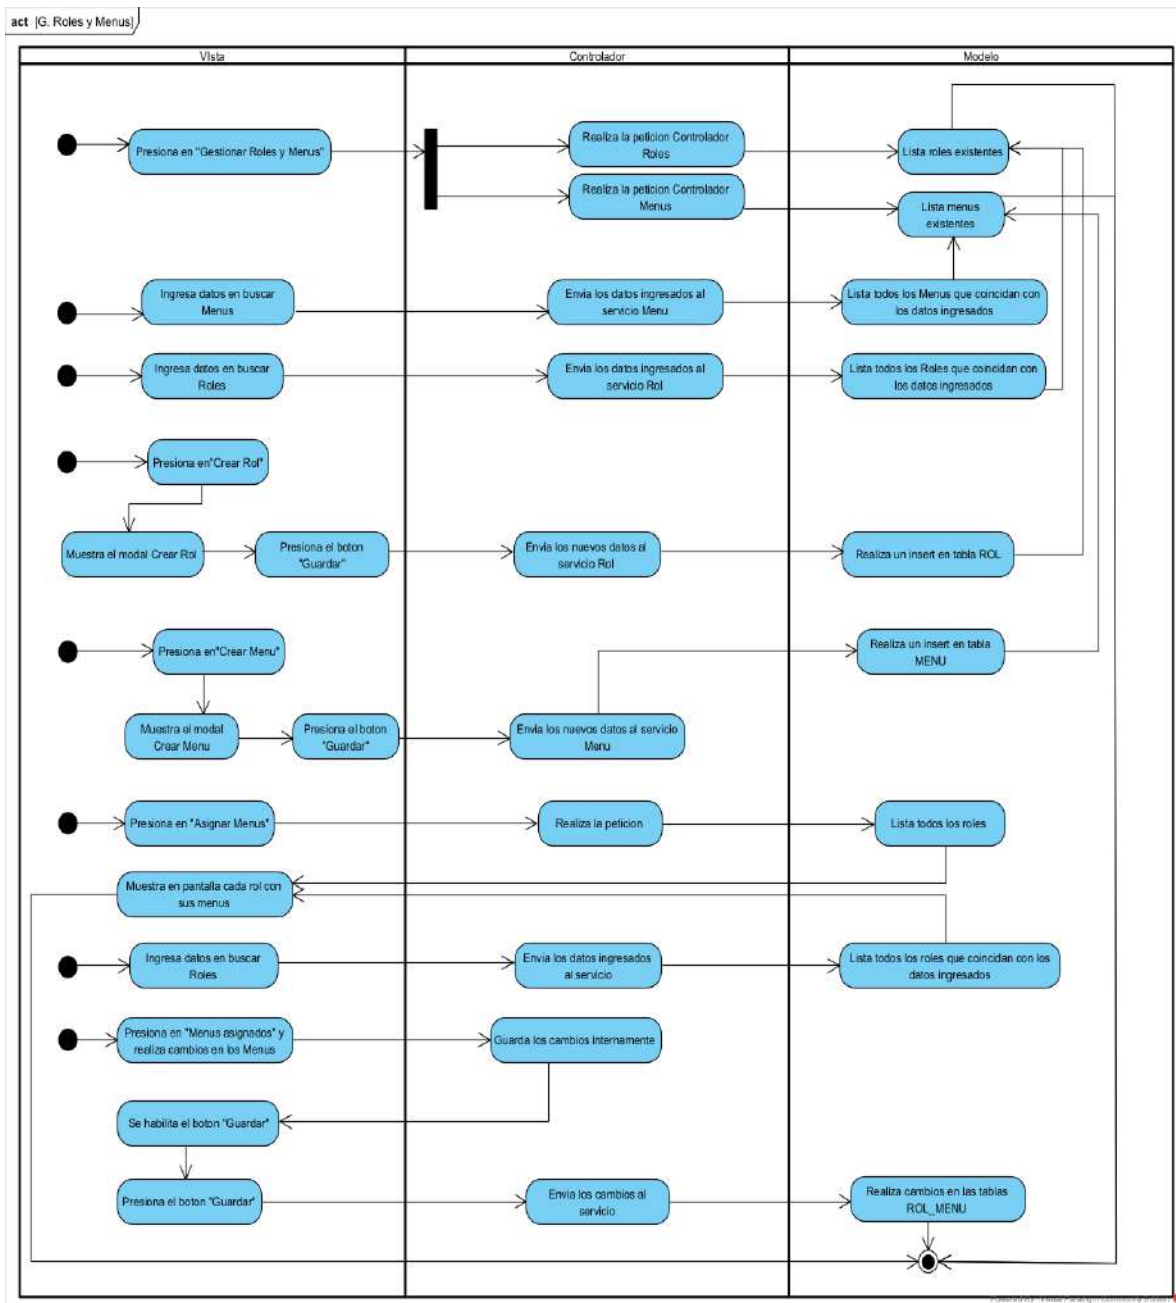 act [G. Roles y Menus]
Vista
Controlador
Modelo
Presiona en "Gestionar Roles y Menus"
Realiza la peticion Controlador
Roles
Lista roles existentes
Realiza la peticion Controlador
Menus
Lista menus
existentes
Ingresa datos en buscar
Menus
Envia los datos ingresados al
servicio Menu
Lista todos los Menus que coincidan con
los datos ingresados
Ingresa datos en buscar
Roles
Envia los datos ingresados al
servicio Rol
Lista todos los Roles que coincidan con
los datos ingresados
Presiona en"Crear Rol"
Muestra el modal Crear Rol
Presiona el boton
"Guardar"
Envia los nuevos datos al
servicio Rol
Realiza un insert en tabla ROL
Presiona en"Crear Menu"
Realiza un insert en tabla
MENU
Muestra el modal
Crear Menu
Presiona el boton
"Guardar"
Envia los nuevos datos al servicio
Menu
Presiona en "Asignar Menus"
Realiza la peticion
Lista todos los roles
Muestra en pantalla cada rol con
sus menus
Ingresa datos en buscar
Roles
Envia los datos ingresados
al servicio
Lista todos los roles que coincidan con los
datos ingresados
Presiona en "Menus asignados" y
realiza cambios en los Menus
Guarda los cambios internamente
Se habilita el boton "Guardar"
Presiona el boton "Guardar"
Envia los cambios al
servicio
Realiza cambios en las tablas
ROL_MENU